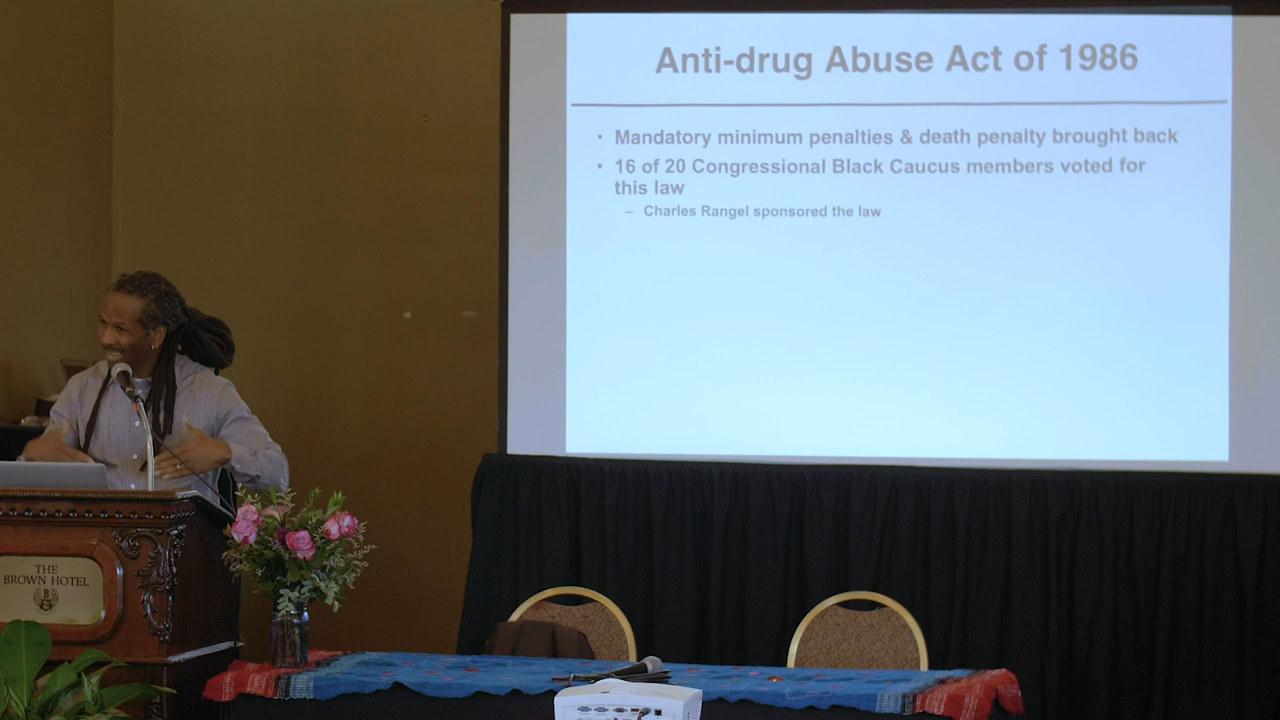 Anti-drug Abuse Act of 1986
• Mandatory minimum penalties & death penalty brought back
• 16 of 20 Congressional Black Caucus members voted for
this law
– Charles Rangel sponsored the law
THE
BROWN HOTEL
B